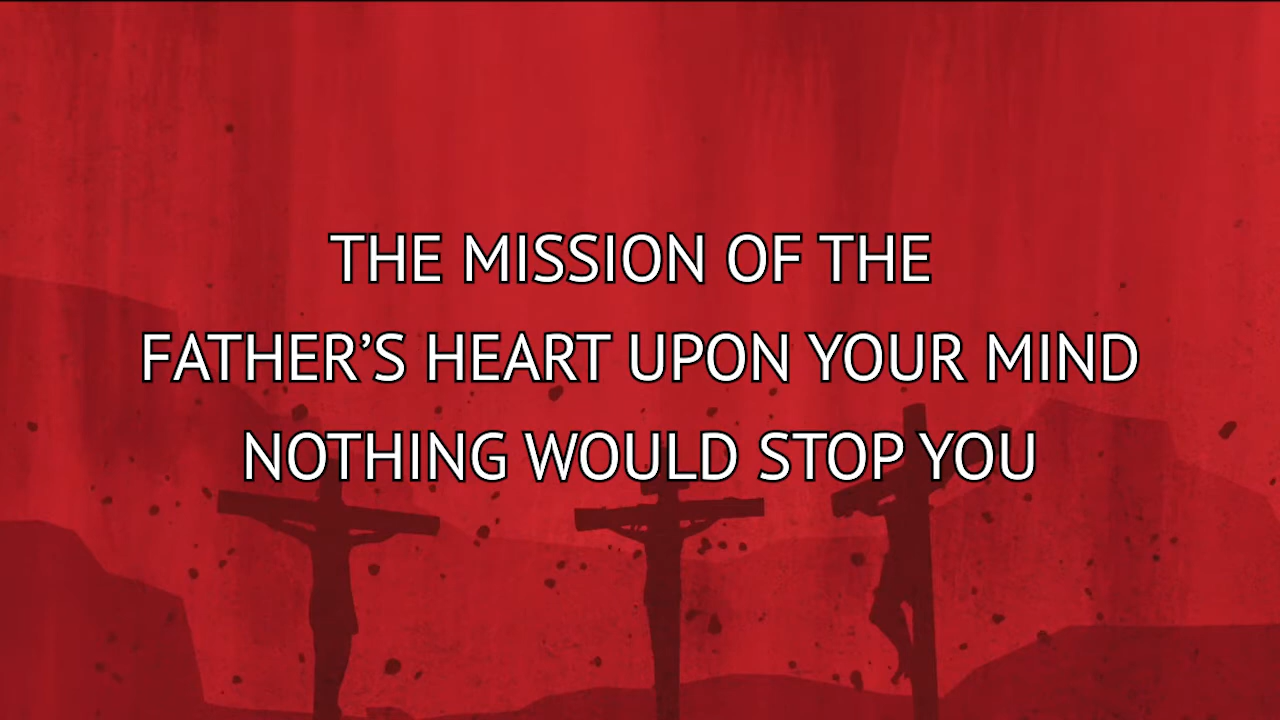 THE MISSION OF THE
FATHER’S HEART UPON YOUR MIND
NOTHING WOULD STOP YOU